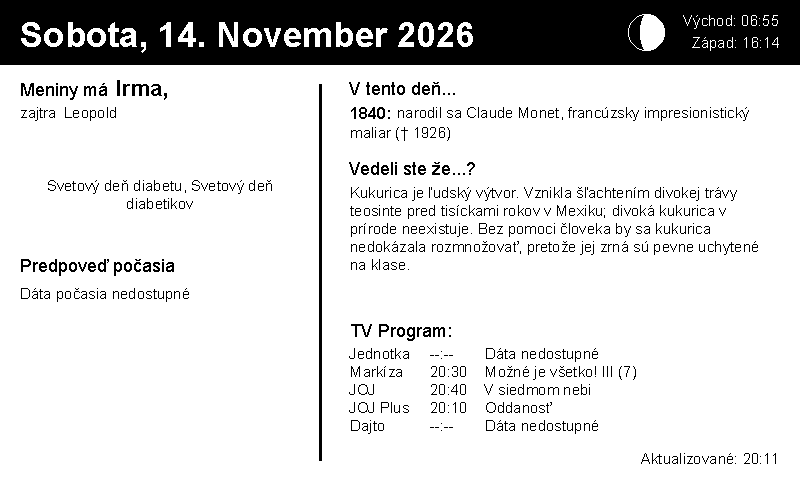 Sobota, 14. November 2026
Východ: 06:55
Západ: 16:14
Meniny má Irma,
zajtra Leopold
Svetový deň diabetu, Svetový deň
diabetikov
Predpoveď počasia
Dáta počasia nedostupné
V tento deň...
1840: narodil sa Claude Monet, francúzsky impresionistický
maliar († 1926)
Vedeli ste že...?
Kukurica je ľudský výtvor. Vznikla šľachtením divokej trávy
teosinte pred tisíckami rokov v Mexiku; divoká kukurica v
prírode neexistuje. Bez pomoci človeka by sa kukurica
nedokázala rozmnožovať, pretože jej zrná sú pevne uchytené
na klase.
TV Program:
Jednotka --:-- Dáta nedostupné
Markíza 20:30 Možné je všetko! III (7)
JOJ 20:40 V siedmom nebi
JOJ Plus 20:10 Oddanosť
Dajto --:-- Dáta nedostupné
Aktualizované: 20:11